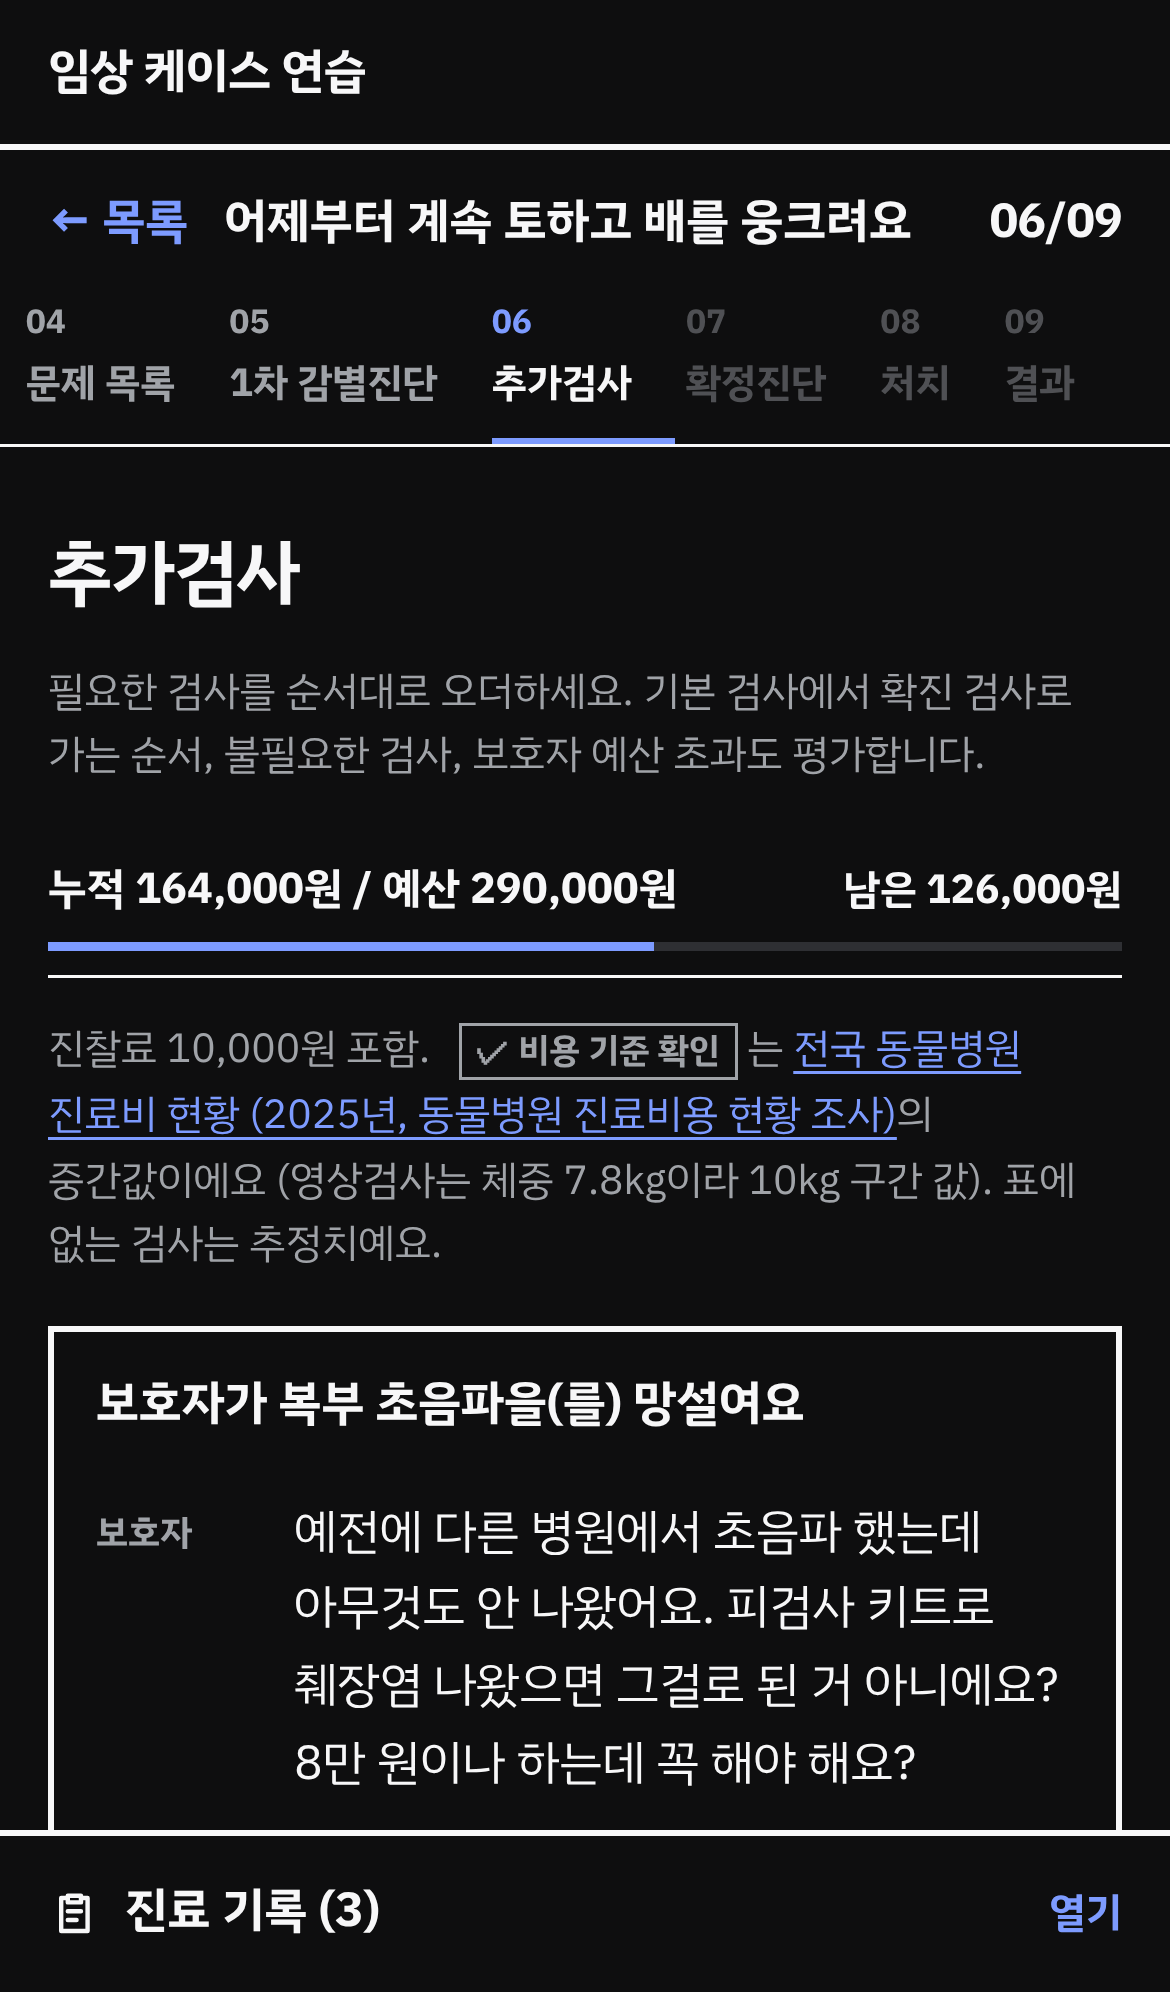 임상 케이스 연습
← 목록 어제부터 계속 토하고 배를 웅크려요 06/09
04 05 06 07 08 09
문제 목록 1차 감별진단 추가검사 확정진단 처치 결과
추가검사
필요한 검사를 순서대로 오더하세요. 기본 검사에서 확진 검사로
가는 순서, 불필요한 검사, 보호자 예산 초과도 평가합니다.
누적 164,000원 / 예산 290,000원 남은 126,000원
진찰료 10,000원 포함. ✓ 비용 기준 확인 는 전국 동물병원
진료비 현황 (2025년, 동물병원 진료비용 현황 조사)의
중간값이에요 (영상검사는 체중 7.8kg이라 10kg 구간 값). 표에
없는 검사는 추정치예요.
보호자가 복부 초음파을(를) 망설여요
보호자 예전에 다른 병원에서 초음파 했는데
아무것도 안 나왔어요. 피검사 키트로
췌장염 나왔으면 그걸로 된 거 아니에요?
8만 원이나 하는데 꼭 해야 해요?
진료 기록 (3) 열기